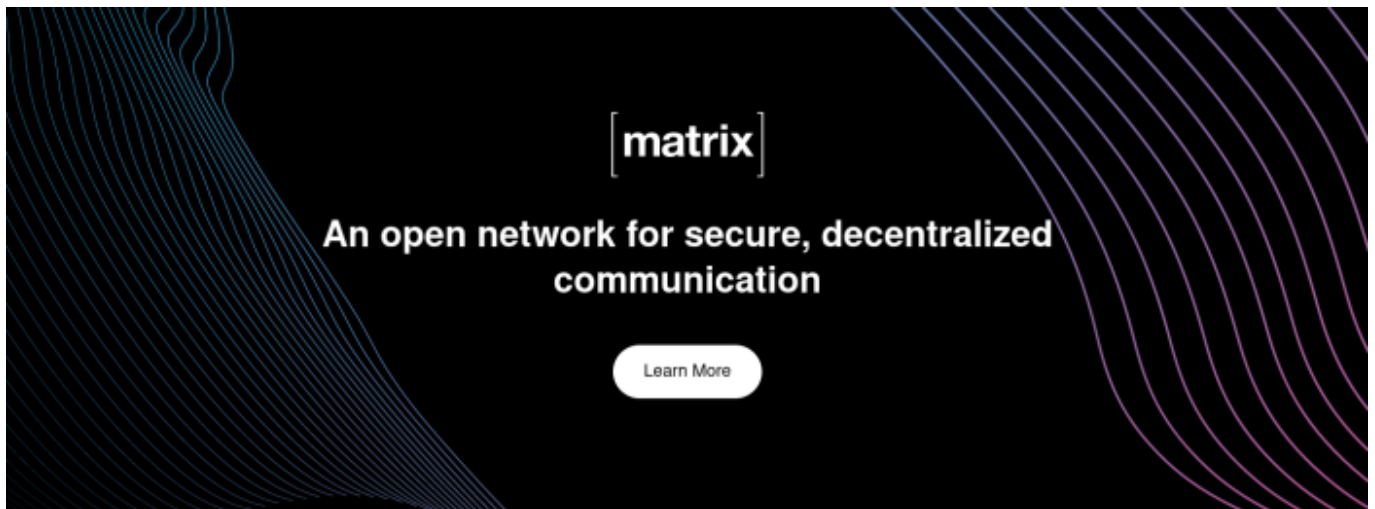 [matrix]
An open network for secure, decentralized
communication
Learn More